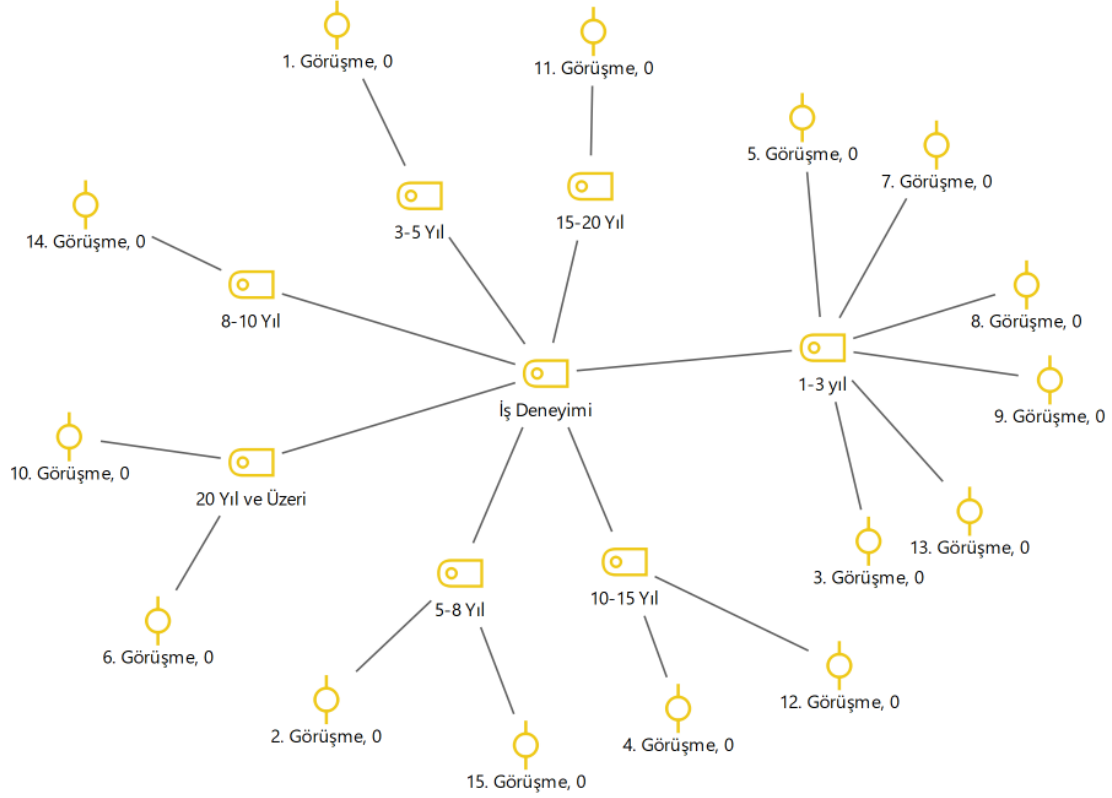 1. Görüşme, 0
11. Görüşme, 0
5. Görüşme, 0
7. Görüşme, 0
3-5 Yıl
15-20 Yıl
14. Görüşme, 0
8-10 Yıl
8. Görüşme, 0
1-3 yıl
İş Deneyimi
9. Görüşme, 0
10. Görüşme, 0
20 Yıl ve Üzeri
13. Görüşme, 0
3. Görüşme, 0
5-8 Yıl
10-15 Yıl
6. Görüşme, 0
12. Görüşme, 0
2. Görüşme, 0
4. Görüşme, 0
15. Görüşme, 0